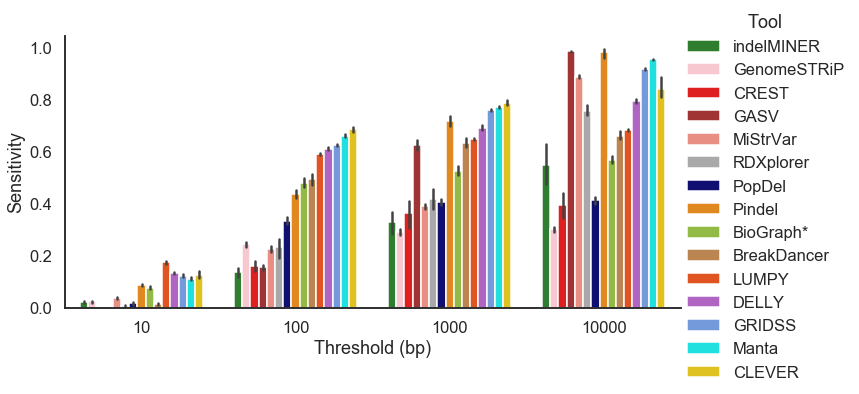 Tool
indelMINER
GenomeSTRiP
CREST
GASV
MiStrVar
RDXplorer
PopDel
Pindel
BioGraph*
BreakDancer
LUMPY
DELLY
GRIDSS
Manta
CLEVER
Sensitivity
1.0
0.8
0.6
0.4
0.2
0.0
10 100 1000 10000
Threshold (bp)